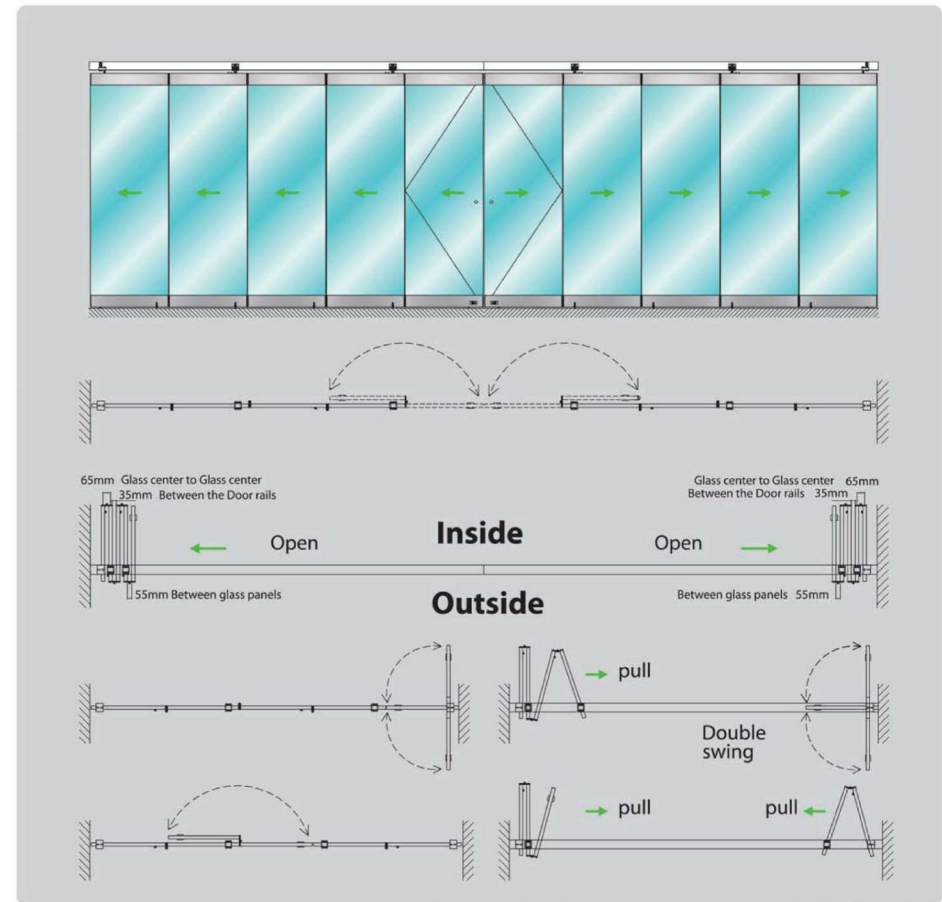 65mm Glass center to Glass center
35mm Between the Door rails
Glass center to Glass center 65mm
Between the Door rails 35mm
Inside
Open
Open
55mm Between glass panels
Outside
Between glass panels 55mm
pull
Double
swing
pull
pull